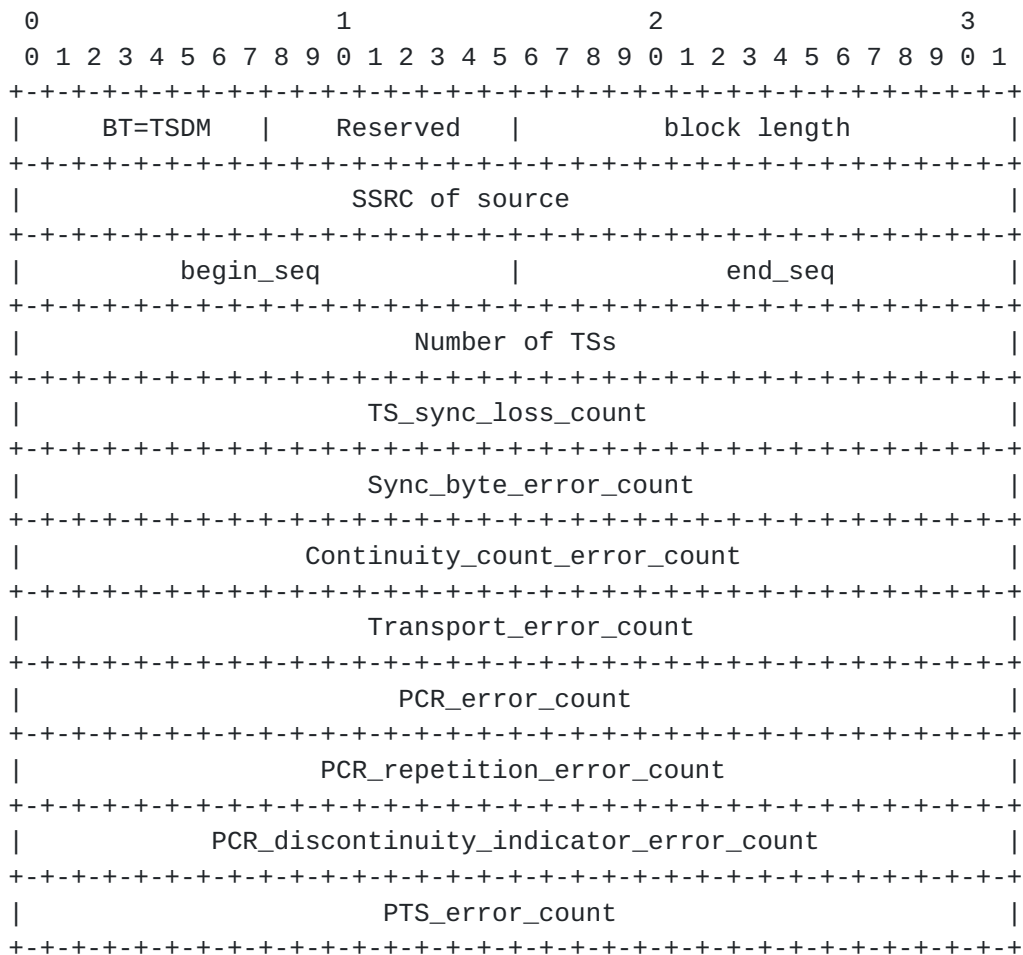 0                   1                   2                   3
 0 1 2 3 4 5 6 7 8 9 0 1 2 3 4 5 6 7 8 9 0 1 2 3 4 5 6 7 8 9 0 1
+-+-+-+-+-+-+-+-+-+-+-+-+-+-+-+-+-+-+-+-+-+-+-+-+-+-+-+-+-+-+-+-+
|     BT=TSDM   |    Reserved   |         block length          |
+-+-+-+-+-+-+-+-+-+-+-+-+-+-+-+-+-+-+-+-+-+-+-+-+-+-+-+-+-+-+-+-+
|                     SSRC of source                            |
+-+-+-+-+-+-+-+-+-+-+-+-+-+-+-+-+-+-+-+-+-+-+-+-+-+-+-+-+-+-+-+-+
|          begin_seq            |             end_seq           |
+-+-+-+-+-+-+-+-+-+-+-+-+-+-+-+-+-+-+-+-+-+-+-+-+-+-+-+-+-+-+-+-+
|                         Number of TSs                         |
+-+-+-+-+-+-+-+-+-+-+-+-+-+-+-+-+-+-+-+-+-+-+-+-+-+-+-+-+-+-+-+-+
|                      TS_sync_loss_count                       |
+-+-+-+-+-+-+-+-+-+-+-+-+-+-+-+-+-+-+-+-+-+-+-+-+-+-+-+-+-+-+-+-+
|                      Sync_byte_error_count                    |
+-+-+-+-+-+-+-+-+-+-+-+-+-+-+-+-+-+-+-+-+-+-+-+-+-+-+-+-+-+-+-+-+
|                  Continuity_count_error_count                 |
+-+-+-+-+-+-+-+-+-+-+-+-+-+-+-+-+-+-+-+-+-+-+-+-+-+-+-+-+-+-+-+-+
|                      Transport_error_count                    |
+-+-+-+-+-+-+-+-+-+-+-+-+-+-+-+-+-+-+-+-+-+-+-+-+-+-+-+-+-+-+-+-+
|                        PCR_error_count                        |
+-+-+-+-+-+-+-+-+-+-+-+-+-+-+-+-+-+-+-+-+-+-+-+-+-+-+-+-+-+-+-+-+
|                   PCR_repetition_error_count                  |
+-+-+-+-+-+-+-+-+-+-+-+-+-+-+-+-+-+-+-+-+-+-+-+-+-+-+-+-+-+-+-+-+
|            PCR_discontinuity_indicator_error_count            |
+-+-+-+-+-+-+-+-+-+-+-+-+-+-+-+-+-+-+-+-+-+-+-+-+-+-+-+-+-+-+-+-+
|                       PTS_error_count                         |
+-+-+-+-+-+-+-+-+-+-+-+-+-+-+-+-+-+-+-+-+-+-+-+-+-+-+-+-+-+-+-+-+